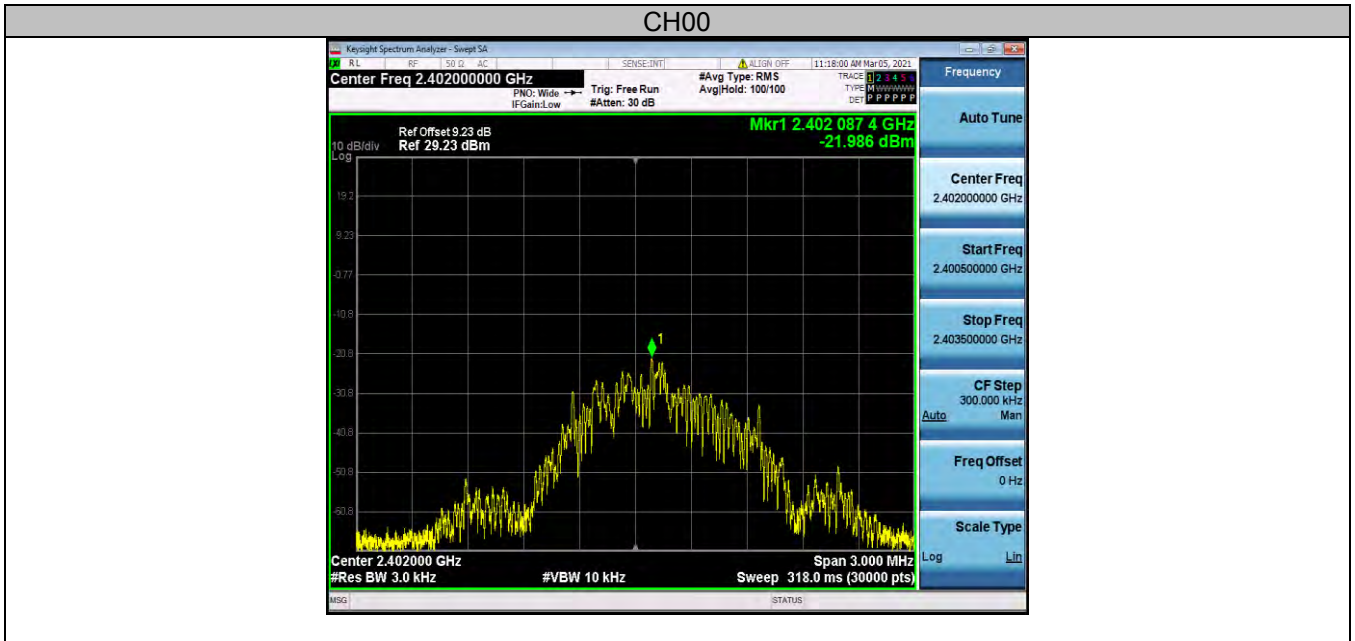 CH00
Keysight Spectrum Analyzer - Swept SA
RL RF 50 Ω AC SENSE:INT ALIGN OFF 11:18:00 AM Mar 05, 2021
Center Freq 2.402000000 GHz
PNO: Wide
IFGain:Low
Trig: Free Run
#Atten: 30 dB
#Avg Type: RMS
Avg|Hold: 100/100
TRACE 1 2 3 4 5 6
TYPE M W W W W W
DET P P P P P P
Mkr1 2.402 087 4 GHz
-21.986 dBm
Ref Offset 9.23 dB
10 dB/div Ref 29.23 dBm
Log
19.2
9.23
-0.77
-10.8
-20.8
-30.8
-40.8
-50.8
-60.8
1
Center 2.402000 GHz Span 3.000 MHz
#Res BW 3.0 kHz #VBW 10 kHz Sweep 318.0 ms (30000 pts)
MSG STATUS
Frequency
Auto Tune
Center Freq
2.402000000 GHz
Start Freq
2.400500000 GHz
Stop Freq
2.403500000 GHz
CF Step
300.000 kHz
Auto Man
Freq Offset
0 Hz
Scale Type
Log Lin